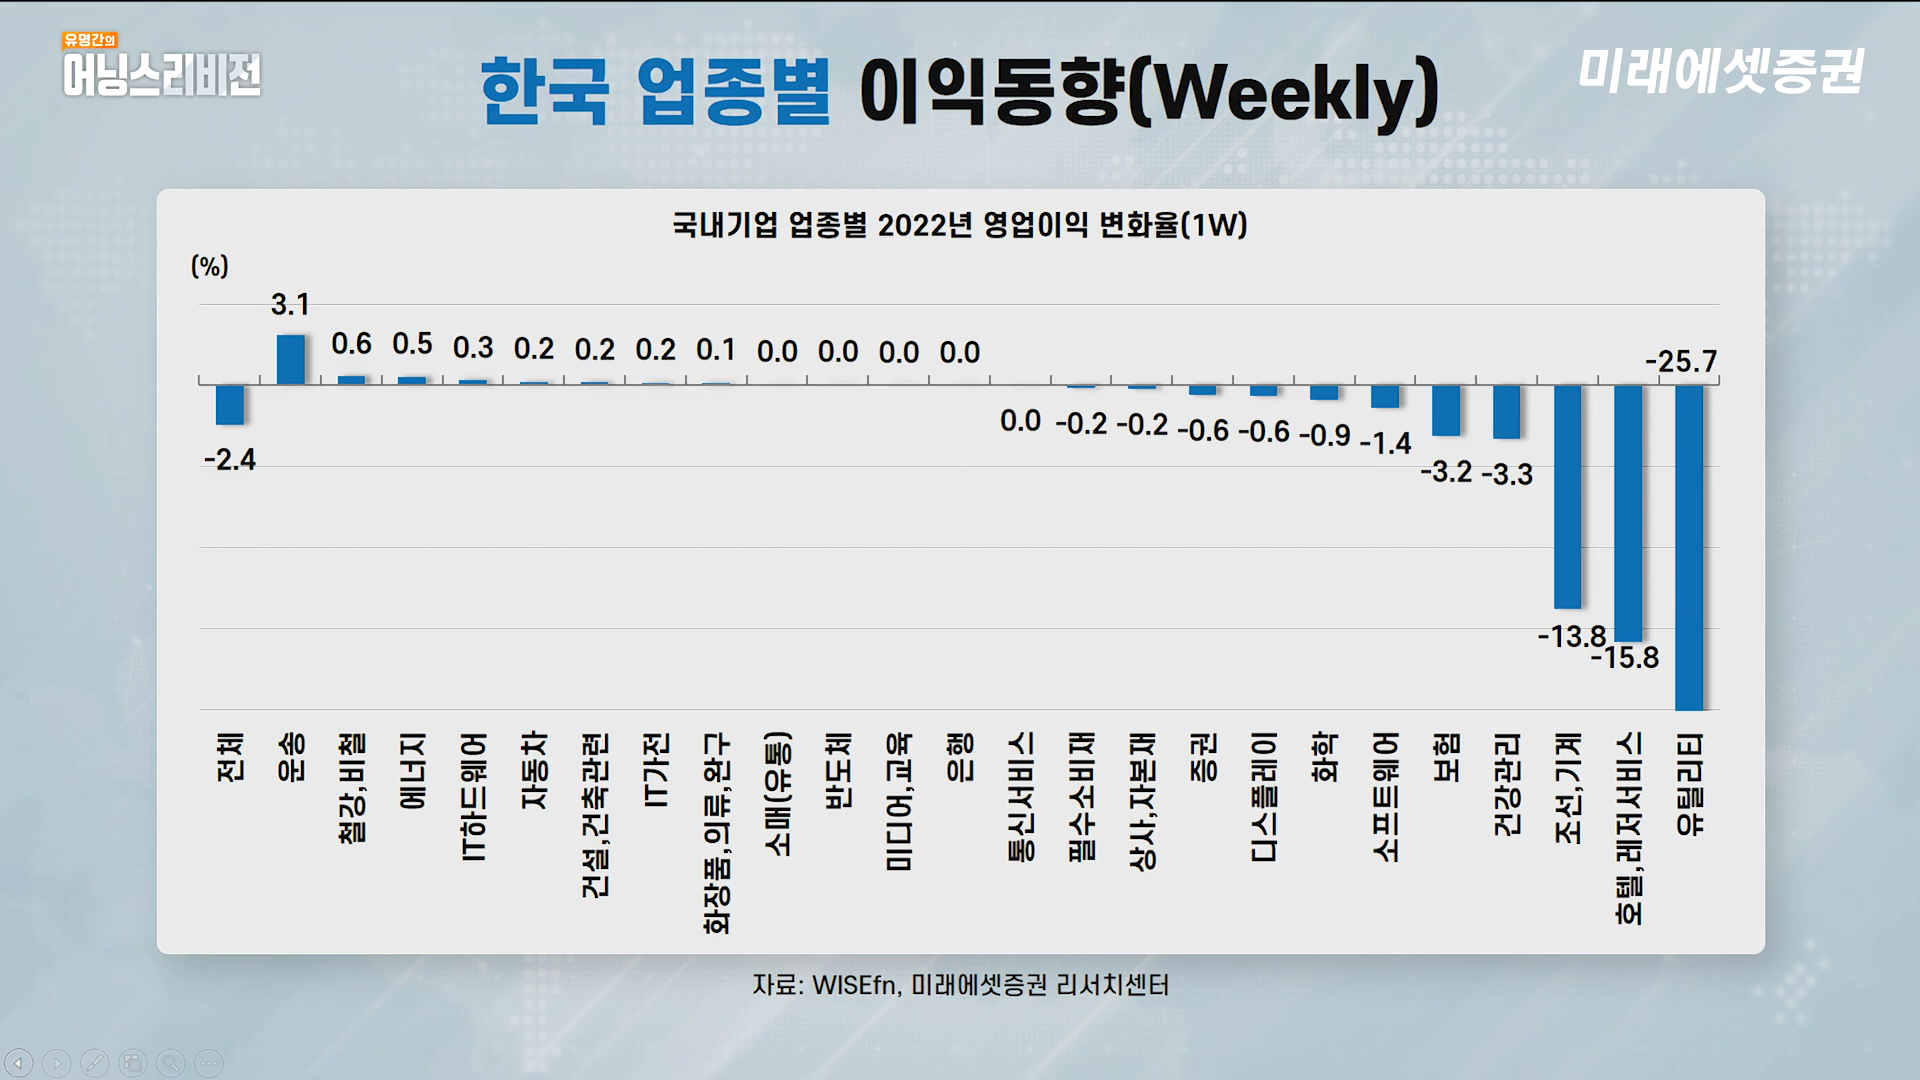 유명간의
어닝스리비전
한국 업종별 이익동향(Weekly)
미래에셋증권
국내기업 업종별 2022년 영업이익 변화율(1W)
(%)
-2.4
3.1
0.6
0.5
0.3
0.2
0.2
0.2
0.1
0.0
0.0
0.0
0.0
0.0
-0.2
-0.2
-0.6
-0.6
-0.9
-1.4
-3.2
-3.3
-13.8
-15.8
-25.7
전체
운송
철강,비철
에너지
IT하드웨어
자동차
건설,건축관련
IT가전
화장품,의류,완구
소매(유통)
반도체
미디어,교육
은행
통신서비스
필수소비재
상사,자본재
증권
디스플레이
화학
소프트웨어
보험
건강관리
조선,기계
호텔,레저서비스
유틸리티
자료: WISEfn, 미래에셋증권 리서치센터